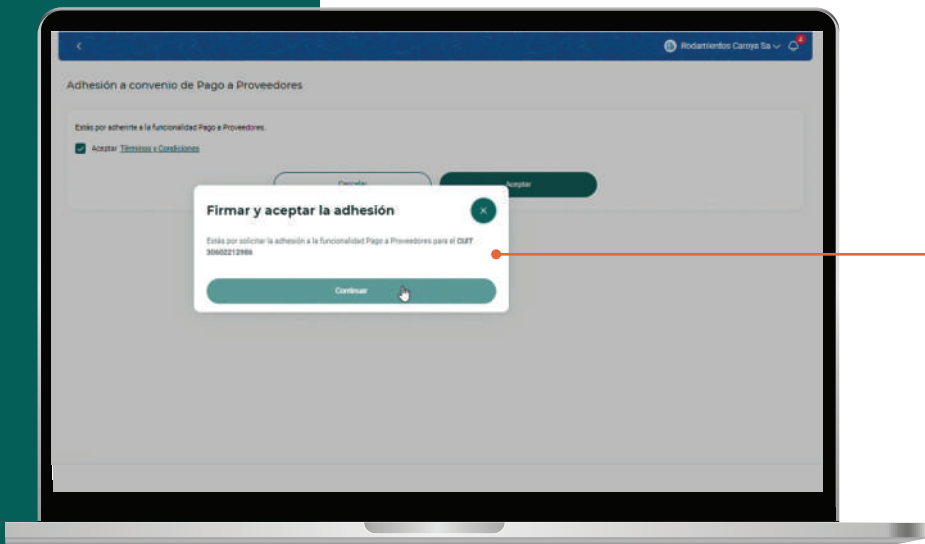 Rodamientos Caroya Sa
4
Adhesión a convenio de Pago a Proveedores
Estás por adherirte a la funcionalidad Pago a Proveedores.
Aceptar Términos y Condiciones
Cancelar
Aceptar
Firmar y aceptar la adhesión
Estás por solicitar la adhesión a la funcionalidad Pago a Proveedores para el CUIT
30602212986
Continuar